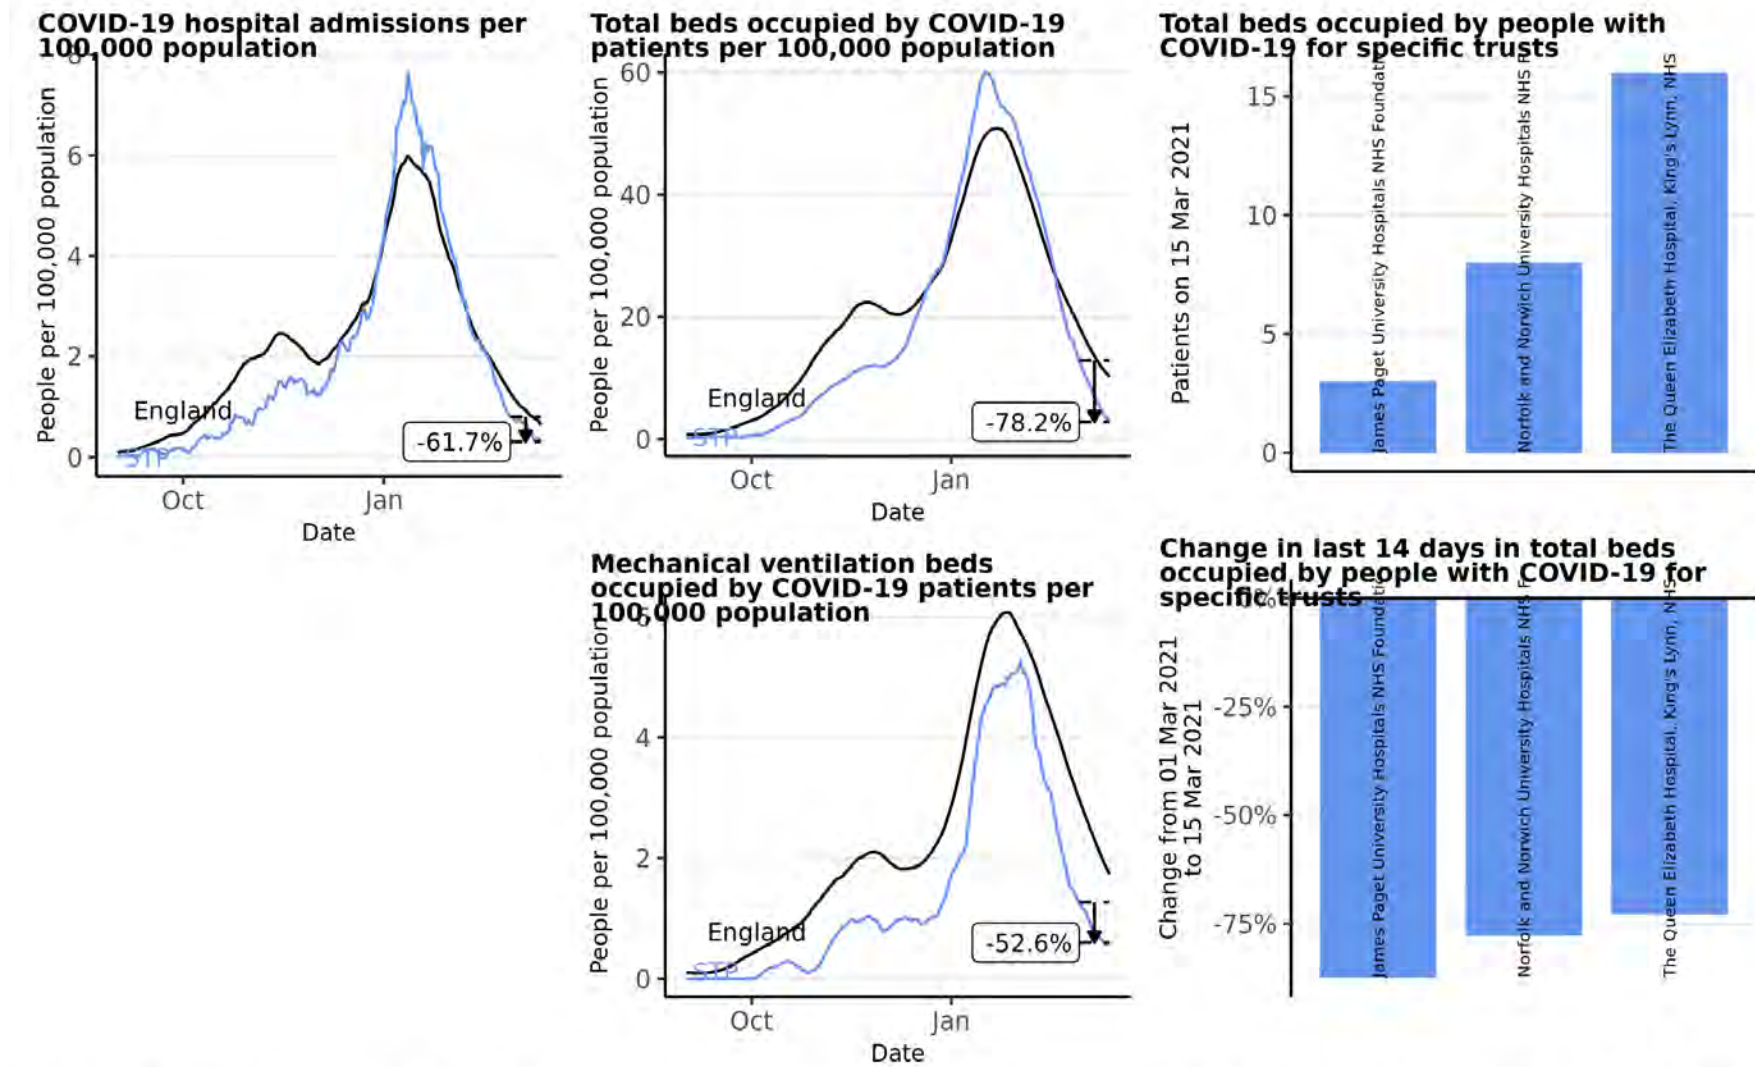 COVID-19 hospital admissions per
100,000 population
People per 100,000 population
8
6
4
2
0
England
STP
-61.7%
Oct
Jan
Date
Total beds occupied by COVID-19
patients per 100,000 population
People per 100,000 population
60
40
20
0
England
STP
-78.2%
Oct
Jan
Date
Total beds occupied by people with
COVID-19 for specific trusts
Patients on 15 Mar 2021
15
10
5
0
James Paget University Hospitals NHS Foundatio
Norfolk and Norwich University Hospitals NHS F
The Queen Elizabeth Hospital, King's Lynn, NHS
Mechanical ventilation beds
occupied by COVID-19 patients per
100,000 population
People per 100,000 population
6
4
2
0
England
STP
-52.6%
Oct
Jan
Date
Change in last 14 days in total beds
occupied by people with COVID-19 for
specific trusts
Change from 01 Mar 2021
to 15 Mar 2021
0%
-25%
-50%
-75%
James Paget University Hospitals NHS Foundatio
Norfolk and Norwich University Hospitals NHS F
The Queen Elizabeth Hospital, King's Lynn, NHS